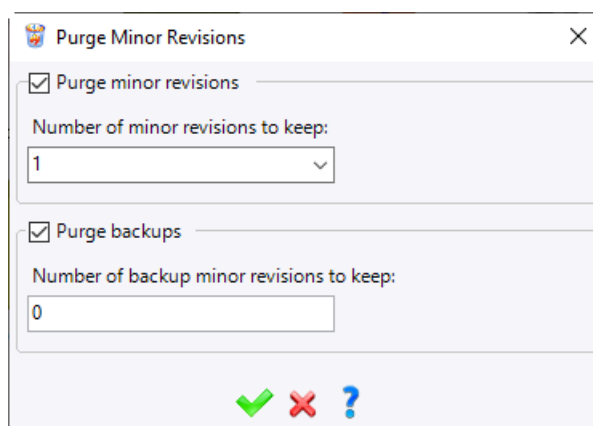 Purge Minor Revisions
Purge minor revisions
Number of minor revisions to keep:
1
Purge backups
Number of backup minor revisions to keep:
0